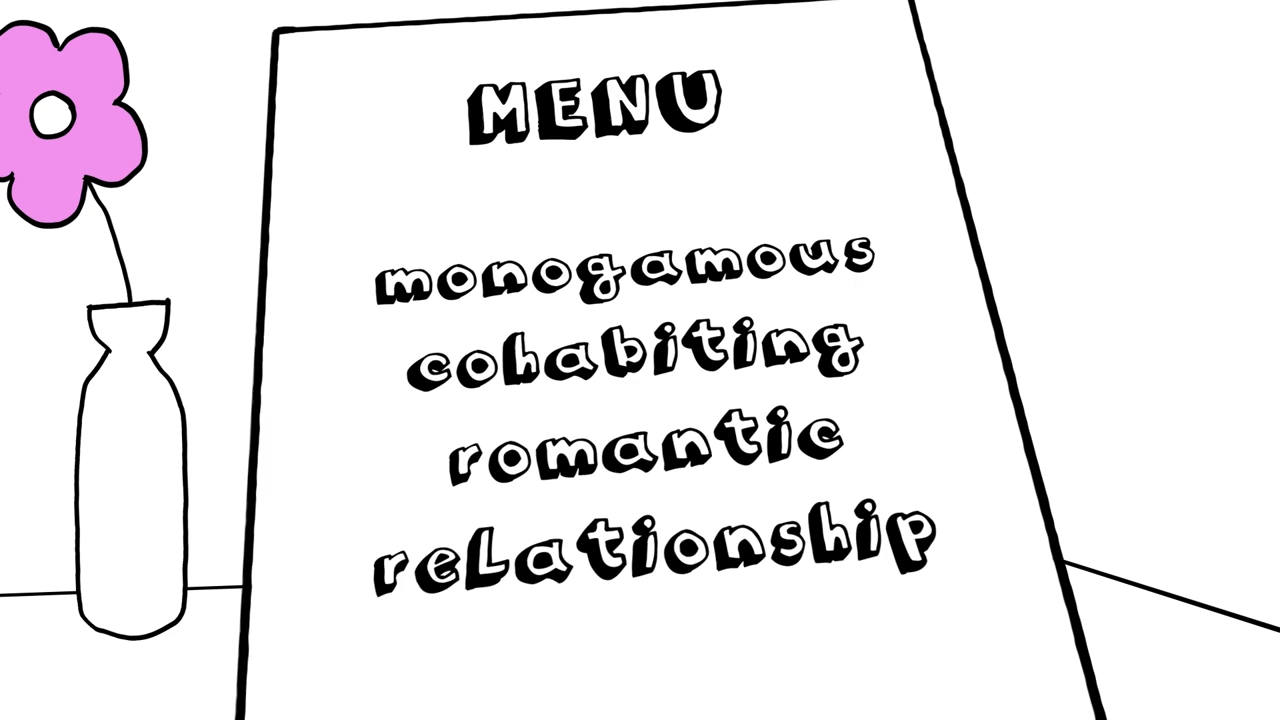 MENU
monogamous
cohabiting
romantic
relationship